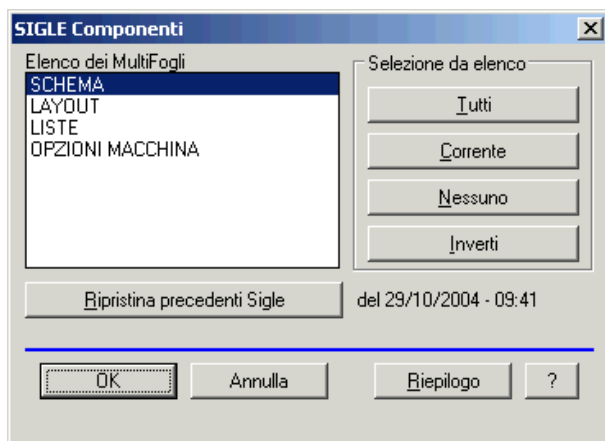 SIGLE Componenti
Elenco dei MultiFogli
SCHEMA
LAYOUT
LISTE
OPZIONI MACCHINA
Selezione da elenco
Tutti
Corrente
Nessuno
Inverti
Ripristina precedenti Sigle
del 29/10/2004 - 09:41
OK
Annulla
Riepilogo
?